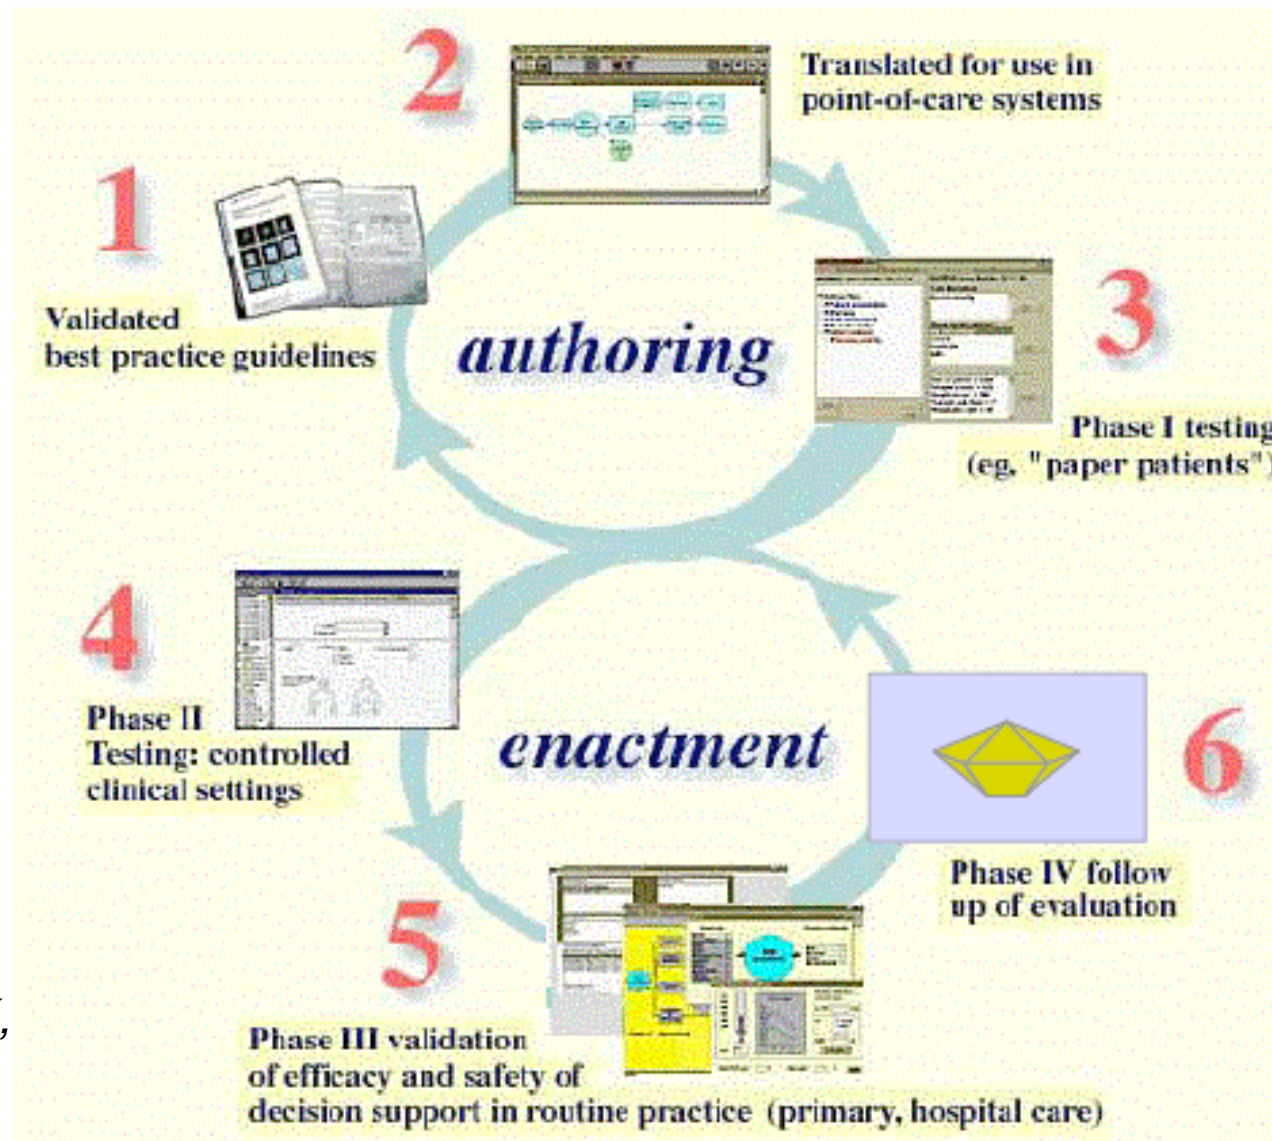 1
Validated
best practice guidelines
2
Translated for use in
point-of-care systems
authoring
3
Phase I testing
(eg. "paper patients")
4
Phase II
Testing: controlled
clinical settings
enactment
5
Phase III validation
of efficacy and safety of
decision support in routine practice (primary, hospital care)
6
Phase IV follow
up of evaluation